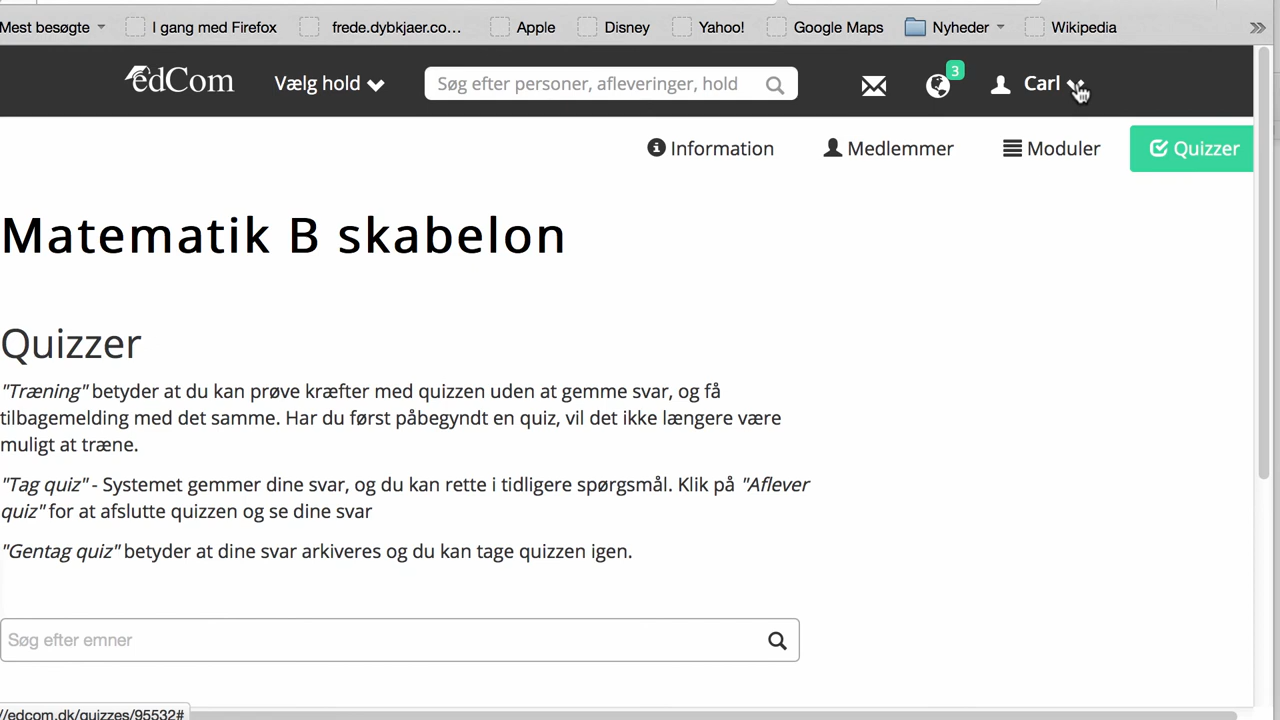 Mest besøgte I gang med Firefox frede.dybkjaer.co... Apple Disney Yahoo! Google Maps Nyheder Wikipedia
edCom Vælg hold Søg efter personer, afleveringer, hold 3 Carl
Information Medlemmer Moduler Quizzer
Matematik B skabelon
Quizzer
"Træning" betyder at du kan prøve kræfter med quizzen uden at gemme svar, og få
tilbagemelding med det samme. Har du først påbegyndt en quiz, vil det ikke længere være
muligt at træne.
"Tag quiz" - Systemet gemmer dine svar, og du kan rette i tidligere spørgsmål. Klik på "Aflever
quiz" for at afslutte quizzen og se dine svar
"Gentag quiz" betyder at dine svar arkiveres og du kan tage quizzen igen.
Søg efter emner
//edcom.dk/quizzes/95532#